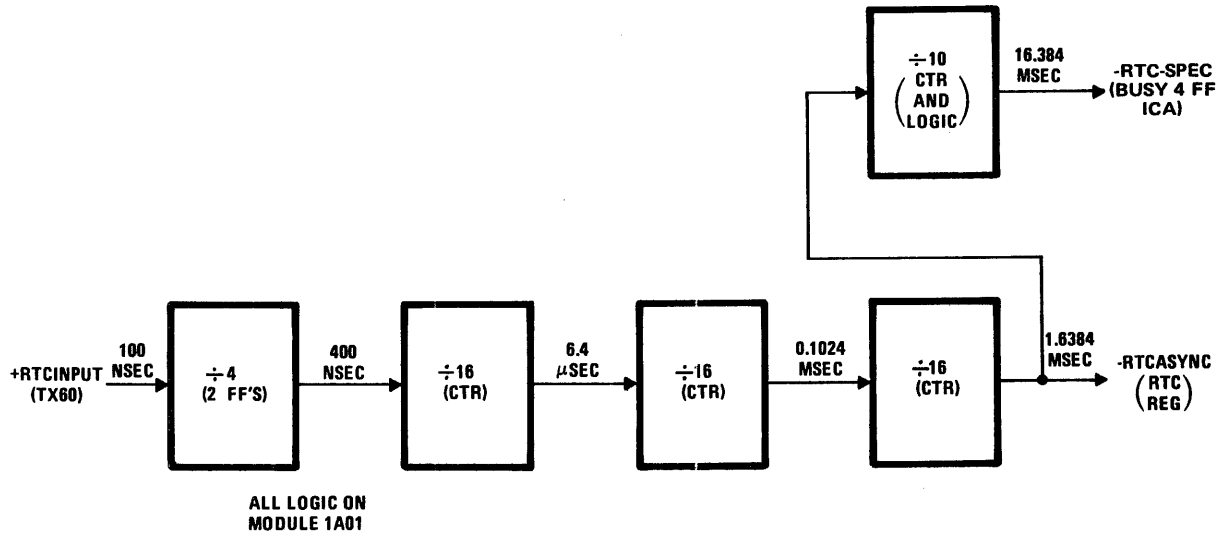 ÷10
CTR
AND
LOGIC
16.384
MSEC
-RTC-SPEC
(BUSY 4 FF
ICA)
+RTCINPUT
(TX60)
100
NSEC
÷4
(2 FF'S)
400
NSEC
÷16
(CTR)
6.4
μSEC
÷16
(CTR)
0.1024
MSEC
÷16
(CTR)
1.6384
MSEC
-RTCASYNC
(RTC
REG)
ALL LOGIC ON
MODULE 1A01